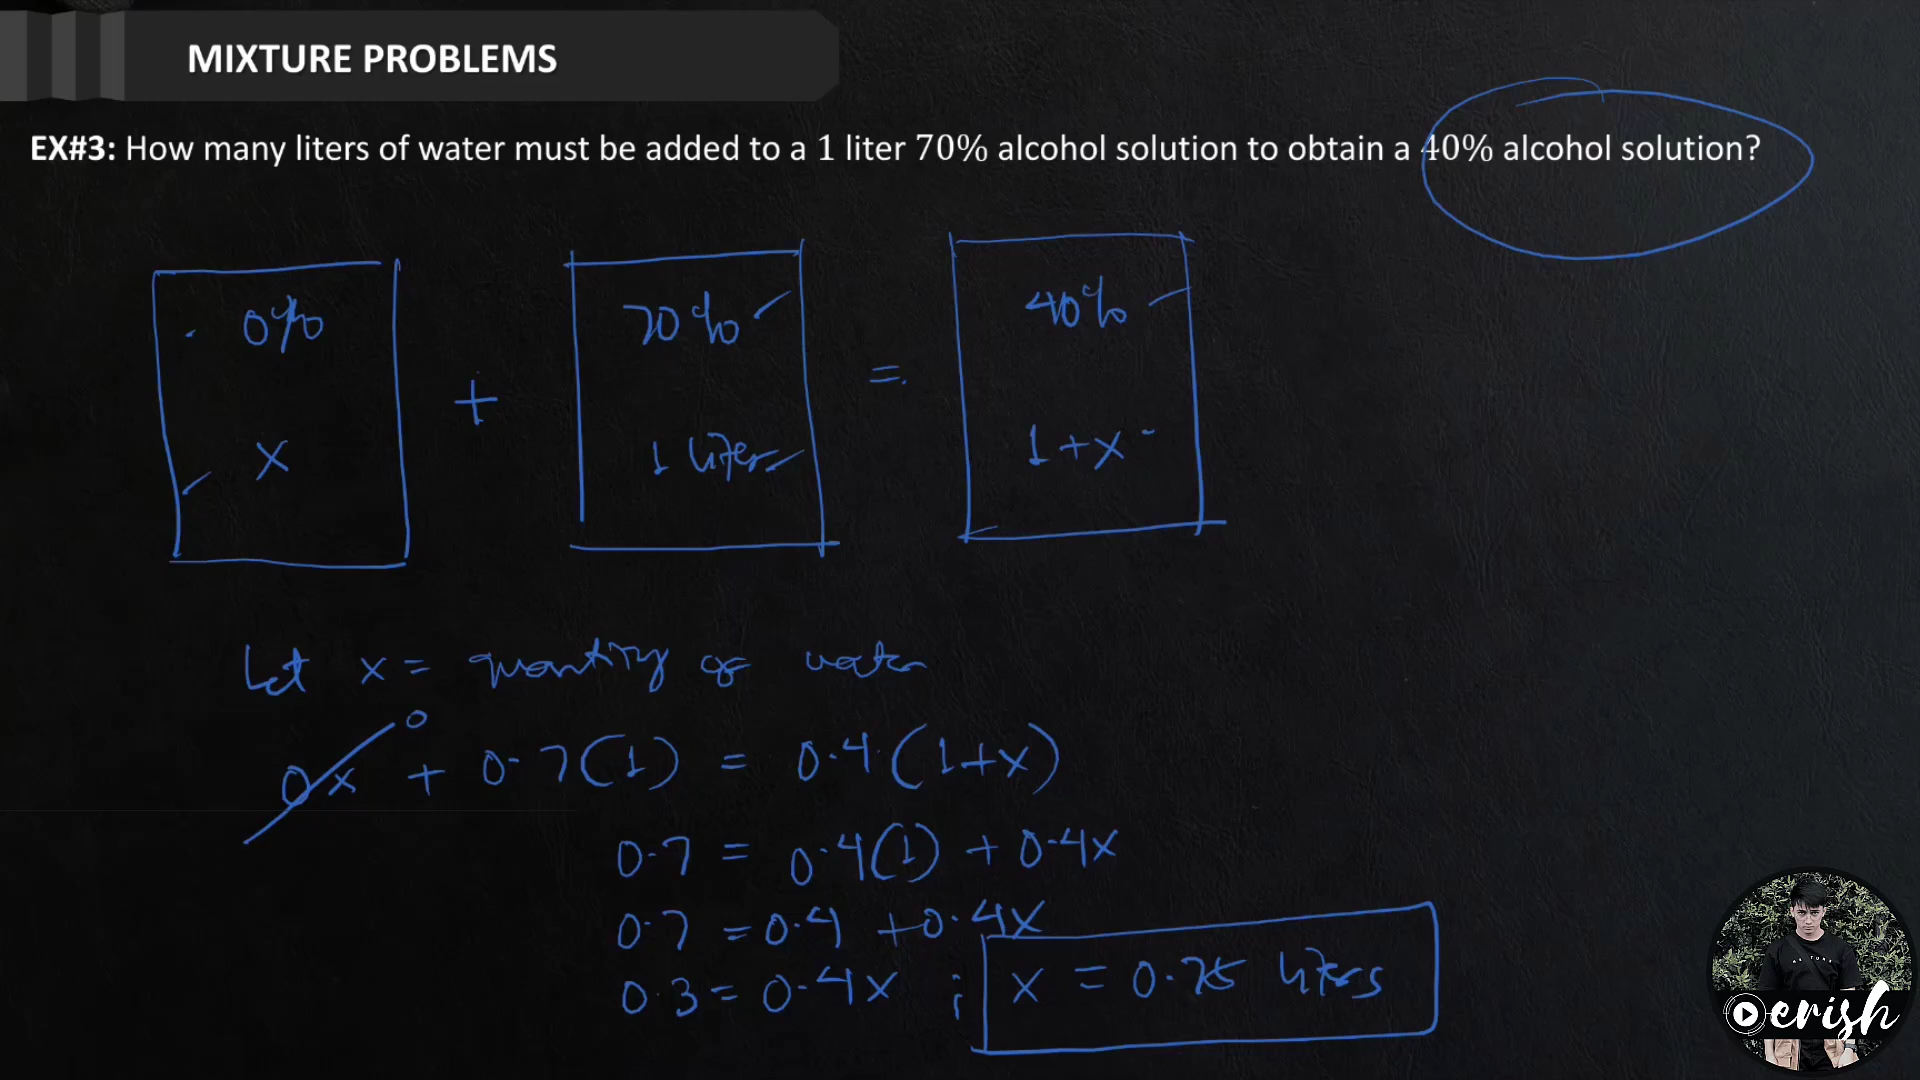 MIXTURE PROBLEMS
EX#3: How many liters of water must be added to a 1 liter 70% alcohol solution to obtain a 40% alcohol solution?
0% 70% 40%
+ =
x 1 liter 1+x
Let x = quantity of water
0x 0 + 0.7(1) = 0.4(1+x)
0.7 = 0.4(1) + 0.4x
0.7 = 0.4 + 0.4x
0.3 = 0.4x ; x = 0.75 liters
erish